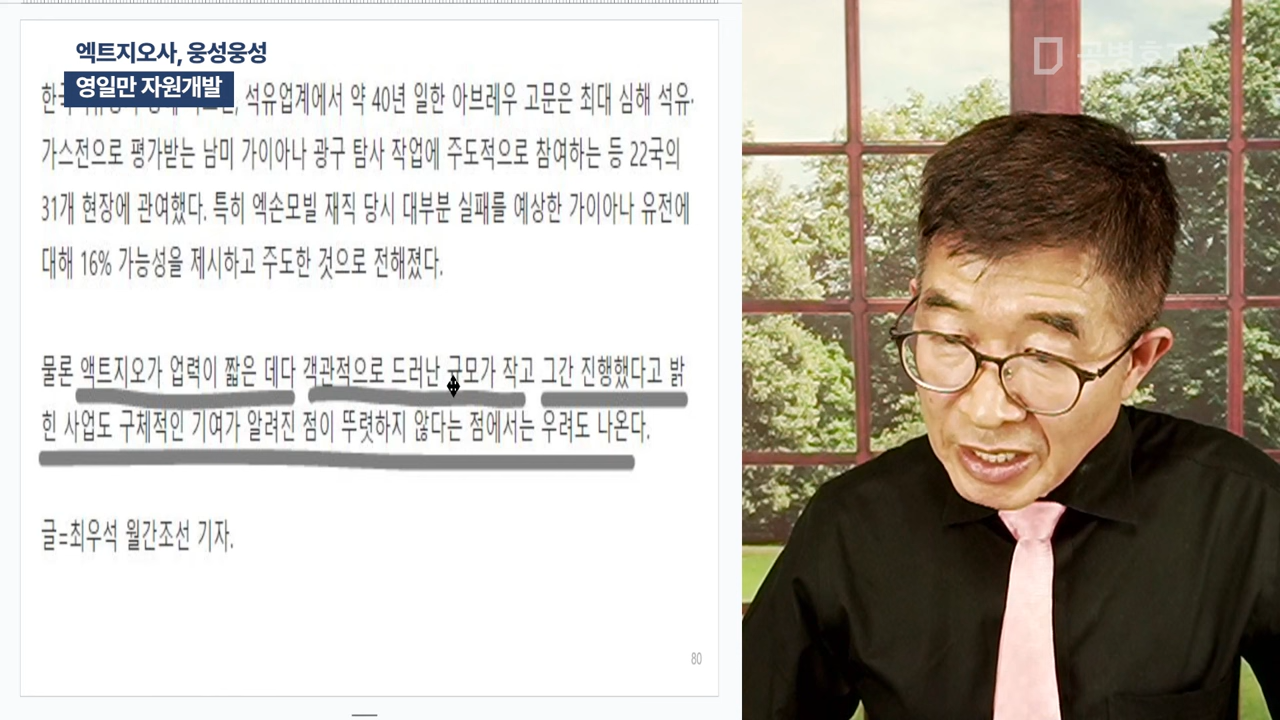 엑트지오사, 웅성웅성
영일만 자원개발
석유업계에서 약 40년 일한 아브레우 고문은 최대 심해 석유·
가스전으로 평가받는 남미 가이아나 광구 탐사 작업에 주도적으로 참여하는 등 22국의
31개 현장에 관여했다. 특히 엑손모빌 재직 당시 대부분 실패를 예상한 가이아나 유전에
대해 16% 가능성을 제시하고 주도한 것으로 전해졌다.
물론 액트지오가 업력이 짧은 데다 객관적으로 드러난 규모가 작고 그간 진행했다고 밝
힌 사업도 구체적인 기여가 알려진 점이 뚜렷하지 않다는 점에서는 우려도 나온다.
글=최우석 월간조선 기자.
80